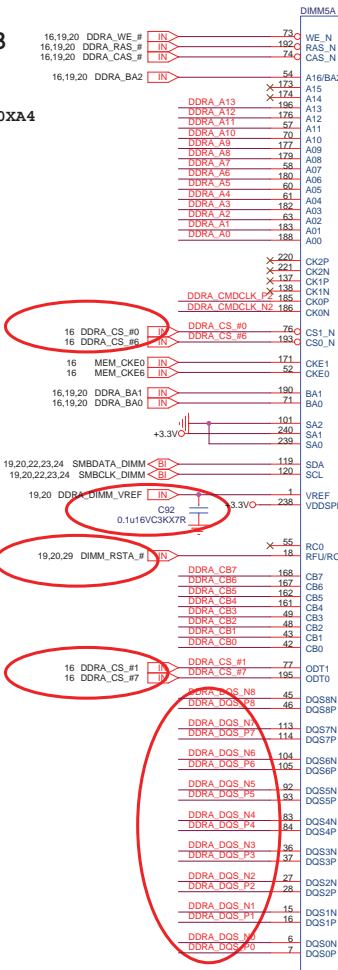 DIMM5A
3
0XA4
16,19,20 DDRA_WE_# IN 73 WE_N
16,19,20 DDRA_RAS_# IN 192 RAS_N
16,19,20 DDRA_CAS_# IN 74 CAS_N
16,19,20 DDRA_BA2 IN 54 A16/BA2
173 A15
174 A14
DDRA_A13 196 A13
DDRA_A12 176 A12
DDRA_A11 57 A11
DDRA_A10 70 A10
DDRA_A9 177 A09
DDRA_A8 179 A08
DDRA_A7 58 A07
DDRA_A6 180 A06
DDRA_A5 60 A05
DDRA_A4 61 A04
DDRA_A3 182 A03
DDRA_A2 63 A02
DDRA_A1 183 A01
DDRA_A0 188 A00
220 CK2P
221 CK2N
137 CK1P
138 CK1N
DDRA_CMDCLK_P2 185 CK0P
DDRA_CMDCLK_N2 186 CK0N
16 DDRA_CS_#0 IN DDRA_CS_#0 76 CS1_N
16 DDRA_CS_#6 IN DDRA_CS_#6 193 CS0_N
16 MEM_CKE0 IN 171 CKE1
16 MEM_CKE6 IN 52 CKE0
16,19,20 DDRA_BA1 IN 190 BA1
16,19,20 DDRA_BA0 IN 71 BA0
101 SA2
+3.3V 240 SA1
239 SA0
19,20,22,23,24 SMBDATA_DIMM BI 119 SDA
19,20,22,23,24 SMBCLK_DIMM BI 120 SCL
19,20 DDRA_DIMM_VREF IN 1 VREF
+3.3V 238 VDDSP
C92
0.1u16VC3KX7R
55 RC0
19,20,29 DIMM_RSTA_# IN 18 RFU/RC
DDRA_CB7 168 CB7
DDRA_CB6 167 CB6
DDRA_CB5 162 CB5
DDRA_CB4 161 CB4
DDRA_CB3 49 CB3
DDRA_CB2 48 CB2
DDRA_CB1 43 CB1
DDRA_CB0 42 CB0
16 DDRA_CS_#1 IN DDRA_CS_#1 77 ODT1
16 DDRA_CS_#7 IN DDRA_CS_#7 195 ODT0
DDRA_DQS_N8 45 DQS8N
DDRA_DQS_P8 46 DQS8P
DDRA_DQS_N7 113 DQS7N
DDRA_DQS_P7 114 DQS7P
DDRA_DQS_N6 104 DQS6N
DDRA_DQS_P6 105 DQS6P
DDRA_DQS_N5 92 DQS5N
DDRA_DQS_P5 93 DQS5P
DDRA_DQS_N4 83 DQS4N
DDRA_DQS_P4 84 DQS4P
DDRA_DQS_N3 36 DQS3N
DDRA_DQS_P3 37 DQS3P
DDRA_DQS_N2 27 DQS2N
DDRA_DQS_P2 28 DQS2P
DDRA_DQS_N1 15 DQS1N
DDRA_DQS_P1 16 DQS1P
DDRA_DQS_N0 6 DQS0N
DDRA_DQS_P0 7 DQS0P